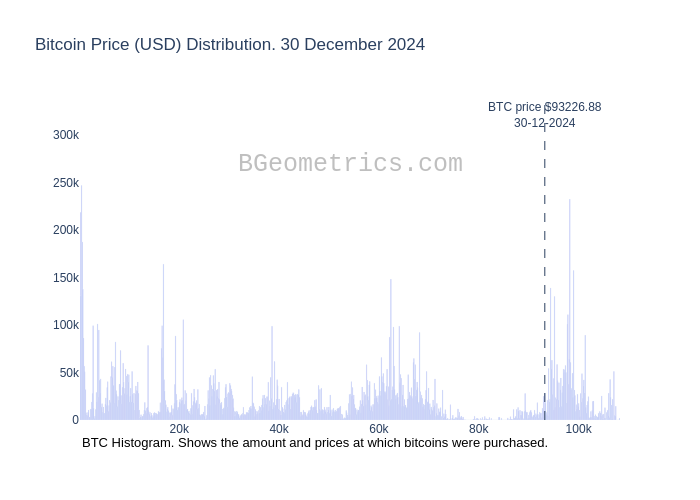 Bitcoin Price (USD) Distribution. 30 December 2024
BTC price $93226.88
30-12-2024
BGeometrics.com
300k
250k
200k
150k
100k
50k
0
20k 40k 60k 80k 100k
BTC Histogram. Shows the amount and prices at which bitcoins were purchased.